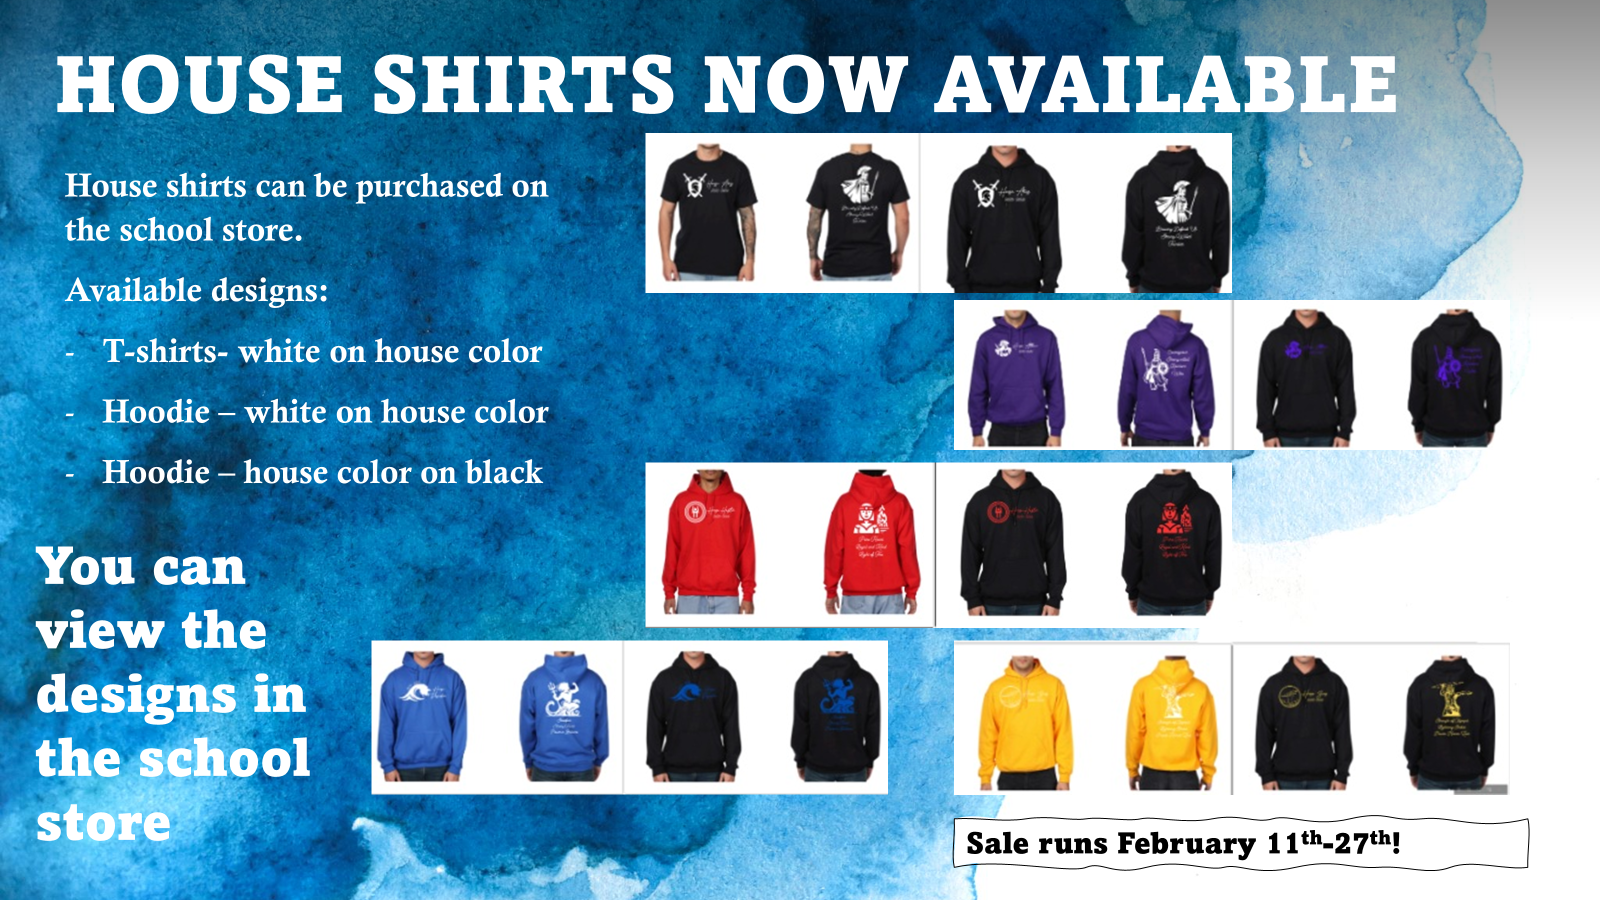 HOUSE SHIRTS NOW AVAILABLE
House shirts can be purchased on
the school store.
Available designs:
- T-shirts- white on house color
- Hoodie – white on house color
- Hoodie – house color on black
You can
view the
designs in
the school
store
Sale runs February 11th-27th!